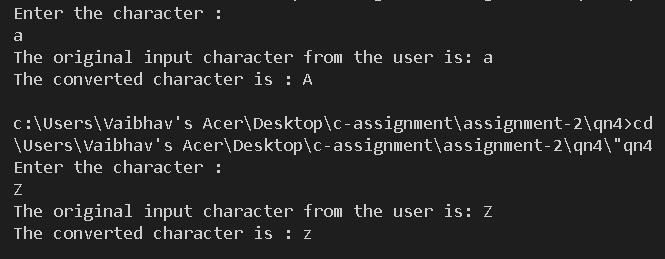 Enter the character :
a
The original input character from the user is: a
The converted character is : A
c:\Users\Vaibhav's Acer\Desktop\c-assignment\assignment-2\qn4>cd
\Users\Vaibhav's Acer\Desktop\c-assignment\assignment-2\qn4\"qn4
Enter the character :
Z
The original input character from the user is: Z
The converted character is : z